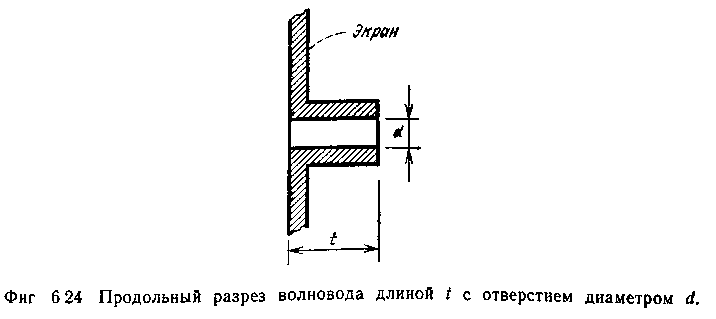 Экран
d
t
Фиг 6 24 Продольный разрез волновода длиной t с отверстием диаметром d.